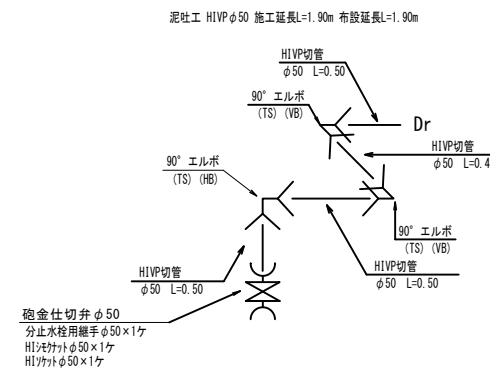 泥吐工 HIVPφ50 施工延長L=1.90m 布設延長L=1.90m
HIVP切管
φ50 L=0.50
90° エルボ
(TS) (VB)
Dr
HIVP切管
φ50 L=0.4
90° エルボ
(TS) (HB)
90° エルボ
(TS) (VB)
HIVP切管
φ50 L=0.50
HIVP切管
φ50 L=0.50
砲金仕切弁φ50
分止水栓用継手φ50×1ケ
HIシモクナットφ50×1ケ
HIソケットφ50×1ケ